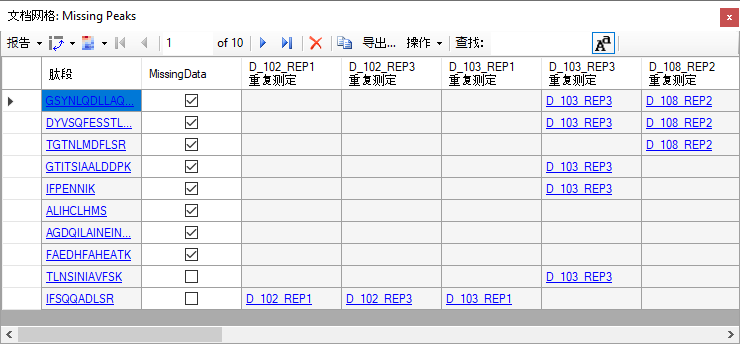 文档网格: Missing Peaks
报告 1 of 10 导出... 操作 查找: Aa
肽段 MissingData D_102_REP1 重复测定 D_102_REP3 重复测定 D_103_REP1 重复测定 D_103_REP3 重复测定 D_108_REP2 重复测定
GSYNLQDLLAQ... D_103_REP3 D_108_REP2
DYVSQFESSTL... D_103_REP3 D_108_REP2
TGTNLMDFLSR D_108_REP2
GTITSIAALDDPK D_103_REP3
IFPENNIK D_103_REP3
ALIHCLHMS
AGDQILAINEIN...
FAEDHFAHEATK
TLNSINIAVFSK D_103_REP3
IFSQQADLSR D_102_REP1 D_102_REP3 D_103_REP1